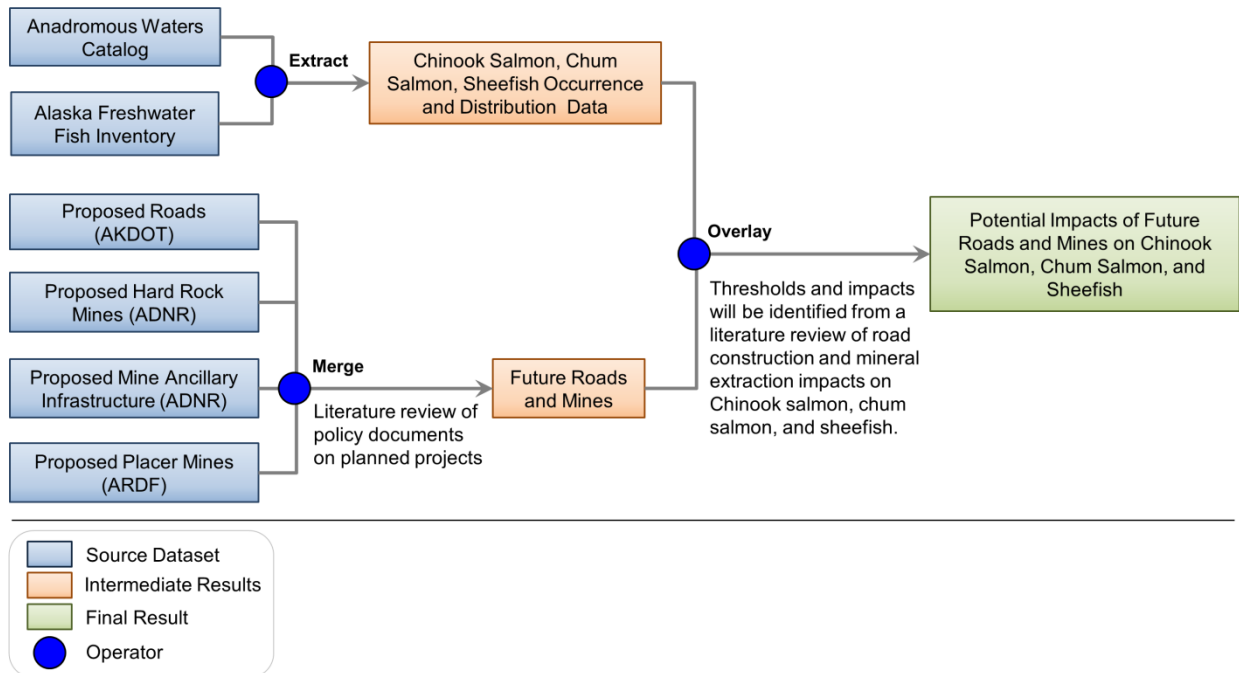 Anadromous Waters
Catalog
Extract
Chinook Salmon, Chum
Salmon, Sheefish Occurrence
and Distribution Data
Alaska Freshwater
Fish Inventory
Proposed Roads
(AKDOT)
Proposed Hard Rock
Mines (ADNR)
Proposed Mine Ancillary
Infrastructure (ADNR)
Proposed Placer Mines
(ARDF)
Merge
Literature review of
policy documents
on planned projects
Future Roads
and Mines
Overlay
Thresholds and impacts
will be identified from a
literature review of road
construction and mineral
extraction impacts on
Chinook salmon, chum
salmon, and sheefish.
Potential Impacts of Future
Roads and Mines on Chinook
Salmon, Chum Salmon, and
Sheefish
Source Dataset
Intermediate Results
Final Result
Operator